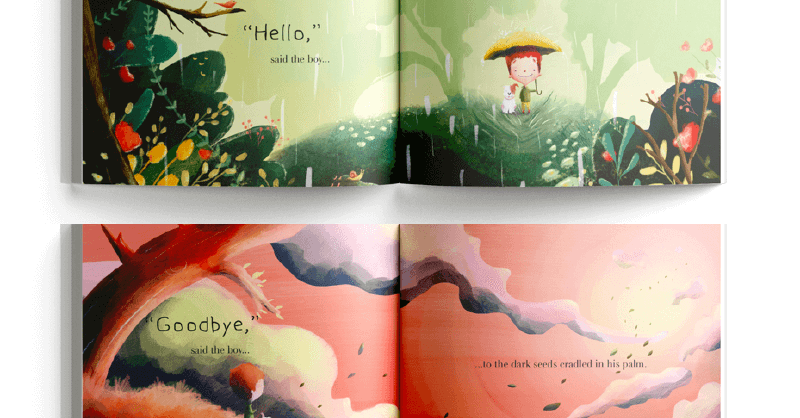 “Hello,”
said the boy...
“Goodbye,”
said the boy...
...to the dark seeds cradled in his palm.